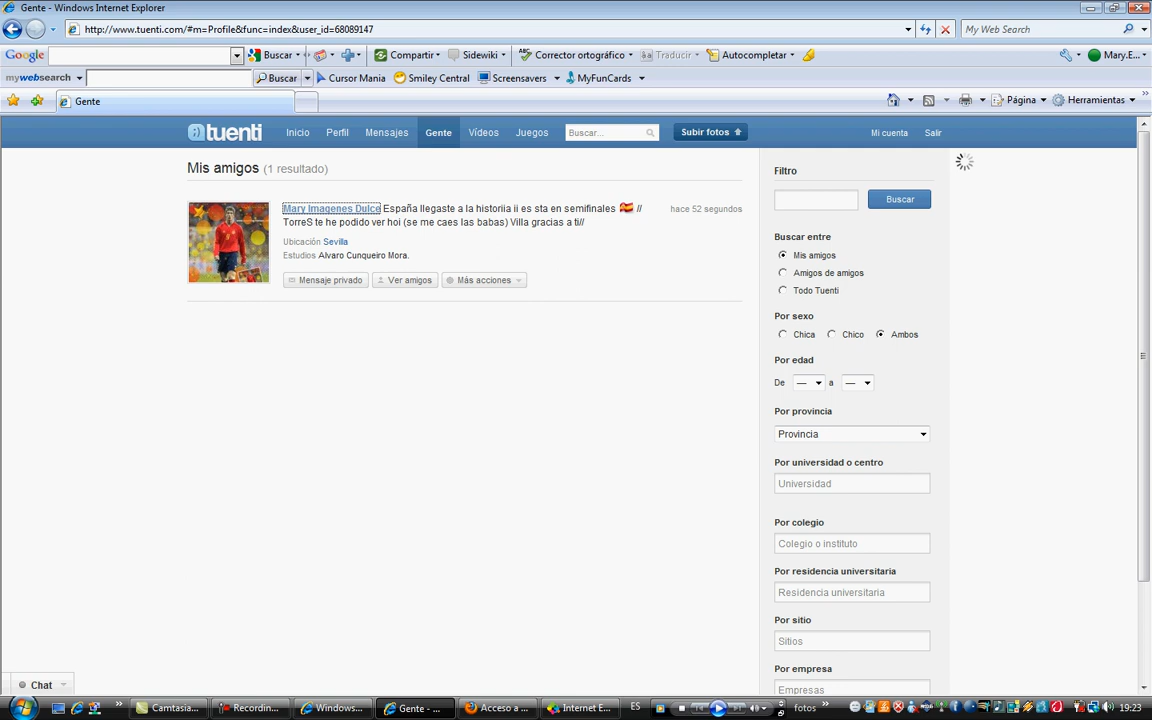 Gente - Windows Internet Explorer
http://www.tuenti.com/#m=Profile&func=index&user_id=68089147
My Web Search
Google
Buscar
Compartir
Sidewiki
Corrector ortográfico
Traducir
Autocompletar
Mary.E...
mywebsearch
Buscar
Cursor Mania
Smiley Central
Screensavers
MyFunCards
Gente
Página
Herramientas
tuenti
Inicio
Perfil
Mensajes
Gente
Vídeos
Juegos
Buscar...
Subir fotos
Mi cuenta
Salir
Mis amigos (1 resultado)
Mary Imagenes Dulce España llegaste a la historiia ii es sta en semifinales //
TorreS te he podido ver hoi (se me caes las babas) Villa gracias a ti//
hace 52 segundos
Ubicación Sevilla
Estudios Alvaro Cunqueiro Mora.
Mensaje privado
Ver amigos
Más acciones
Filtro
Buscar
Buscar entre
Mis amigos
Amigos de amigos
Todo Tuenti
Por sexo
Chica
Chico
Ambos
Por edad
De — a —
Por provincia
Provincia
Por universidad o centro
Universidad
Por colegio
Colegio o instituto
Por residencia universitaria
Residencia universitaria
Por sitio
Sitios
Por empresa
Empresas
Chat
Camtasia...
Recordin...
Windows...
Gente - ...
Acceso a ...
Internet E...
ES
fotos
19:23